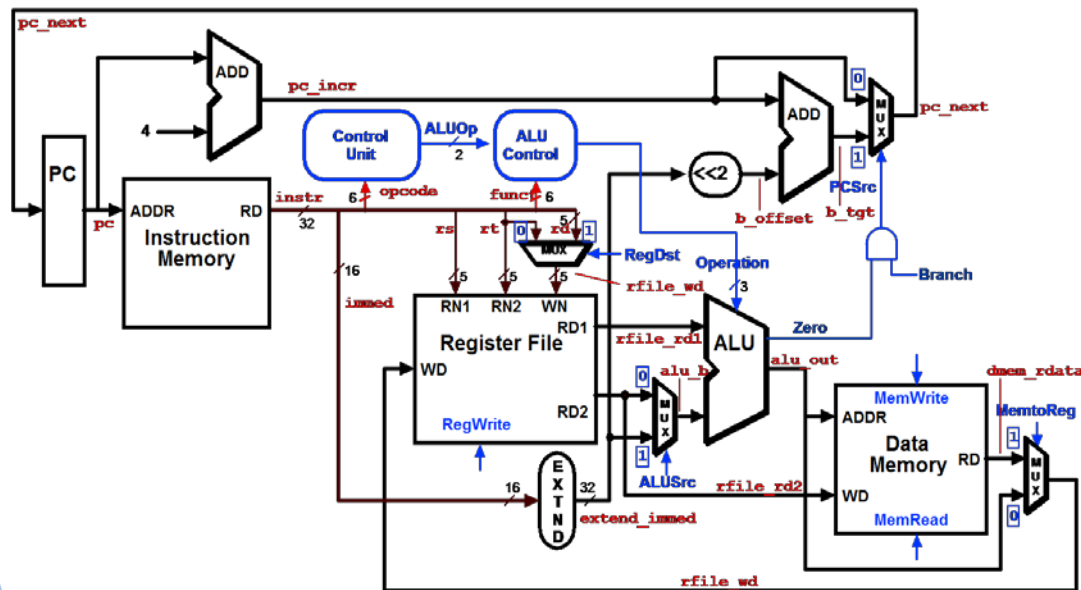 pc_next
ADD
pc_incr
4
PC
pc
ADDR
RD
Instruction
Memory
instr
32
Control
Unit
ALUOp
2
ALU
Control
6
opcode
funct
6
ADD
<<2
b_offset
b_tgt
0
MUX
1
pc_next
PCSrc
Branch
rs
rt
rd
5
0
1
MUX
RegDst
5
5
5
rfile_wd
16
immed
RN1
RN2
WN
RD1
Register File
WD
RD2
RegWrite
rfile_rd1
Operation
3
ALU
Zero
alu_out
alu_b
0
MUX
1
ALUSrc
16
EXTND
32
extend_immed
rfile_rd2
MemWrite
ADDR
Data
Memory
RD
WD
MemRead
dmem_rdata
MemtoReg
1
MUX
0
rfile_wd